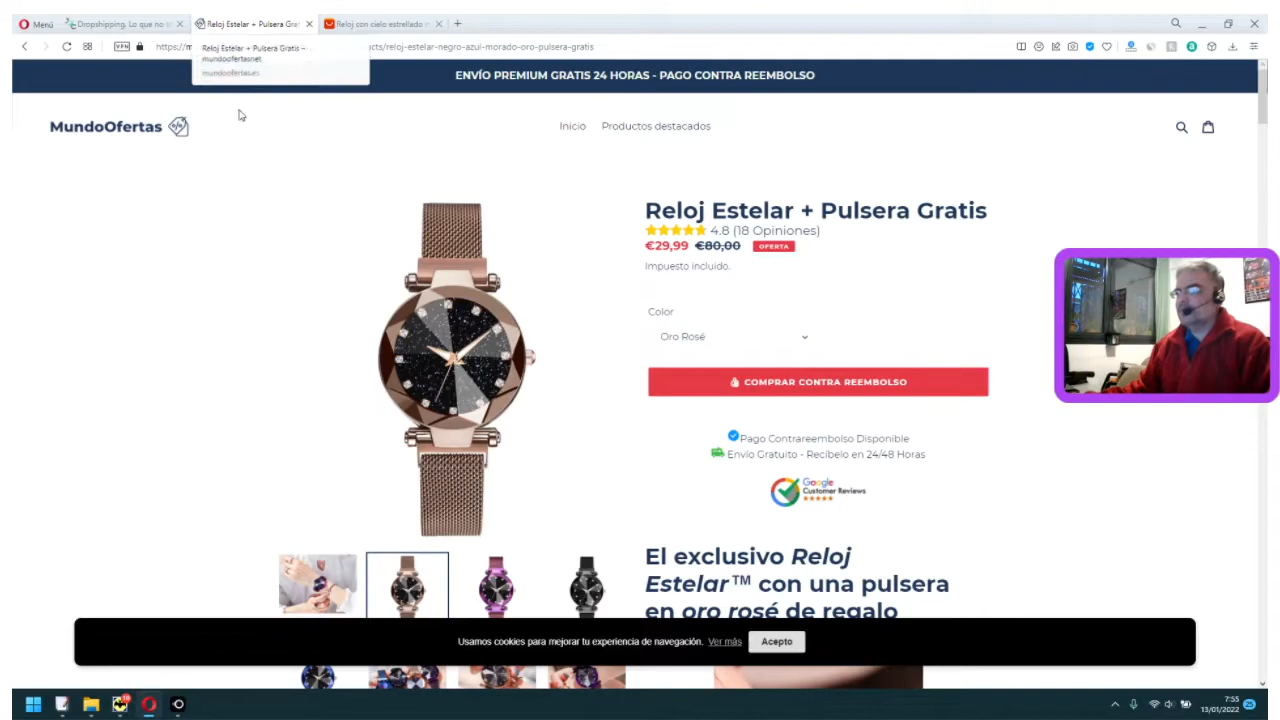 Menú
Dropshipping. Lo que no t
Reloj Estelar + Pulsera Grat
Reloj con cielo estrellado
VPN
https://m
cts/reloj-estelar-negro-azul-morado-oro-pulsera-gratis
Reloj Estelar + Pulsera Gratis –
mundoofertasnet
mundoofertas.es
ENVÍO PREMIUM GRATIS 24 HORAS - PAGO CONTRA REEMBOLSO
MundoOfertas
Inicio
Productos destacados
Reloj Estelar + Pulsera Gratis
4.8 (18 Opiniones)
€29,99 €80,00 OFERTA
Impuesto incluido.
Color
Oro Rosé
COMPRAR CONTRA REEMBOLSO
Pago Contrareembolso Disponible
Envío Gratuito - Recíbelo en 24/48 Horas
Google
Customer Reviews
El exclusivo Reloj
Estelar™ con una pulsera
en oro rosé de regalo
Usamos cookies para mejorar tu experiencia de navegación. Ver más
Acepto
7:55
13/01/2022